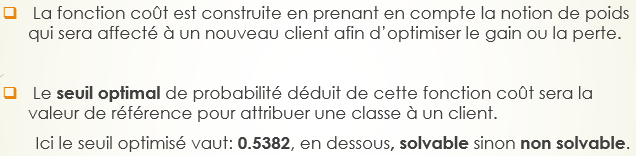 La fonction coût est construite en prenant en compte la notion de poids
qui sera affecté à un nouveau client afin d'optimiser le gain ou la perte.
Le seuil optimal de probabilité déduit de cette fonction coût sera la
valeur de référence pour attribuer une classe à un client.
Ici le seuil optimisé vaut: 0.5382, en dessous, solvable sinon non solvable.